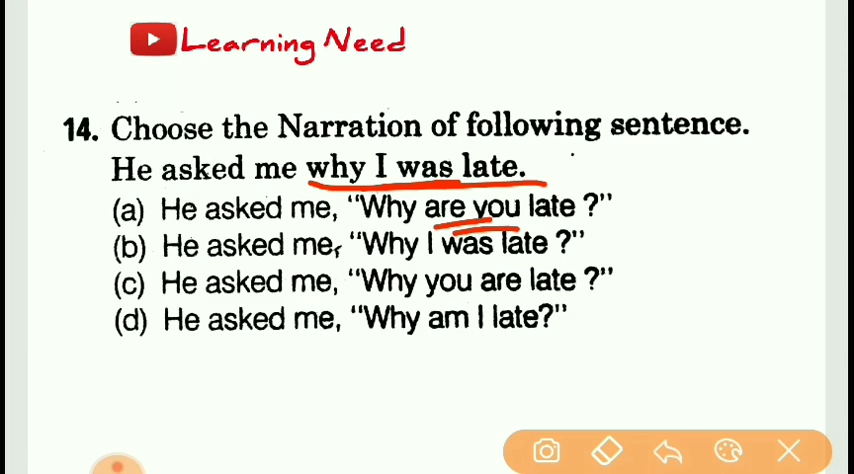 Learning Need
14. Choose the Narration of following sentence.
He asked me why I was late.
(a) He asked me, "Why are you late ?"
(b) He asked me, "Why I was late ?"
(c) He asked me, "Why you are late ?"
(d) He asked me, "Why am I late?"